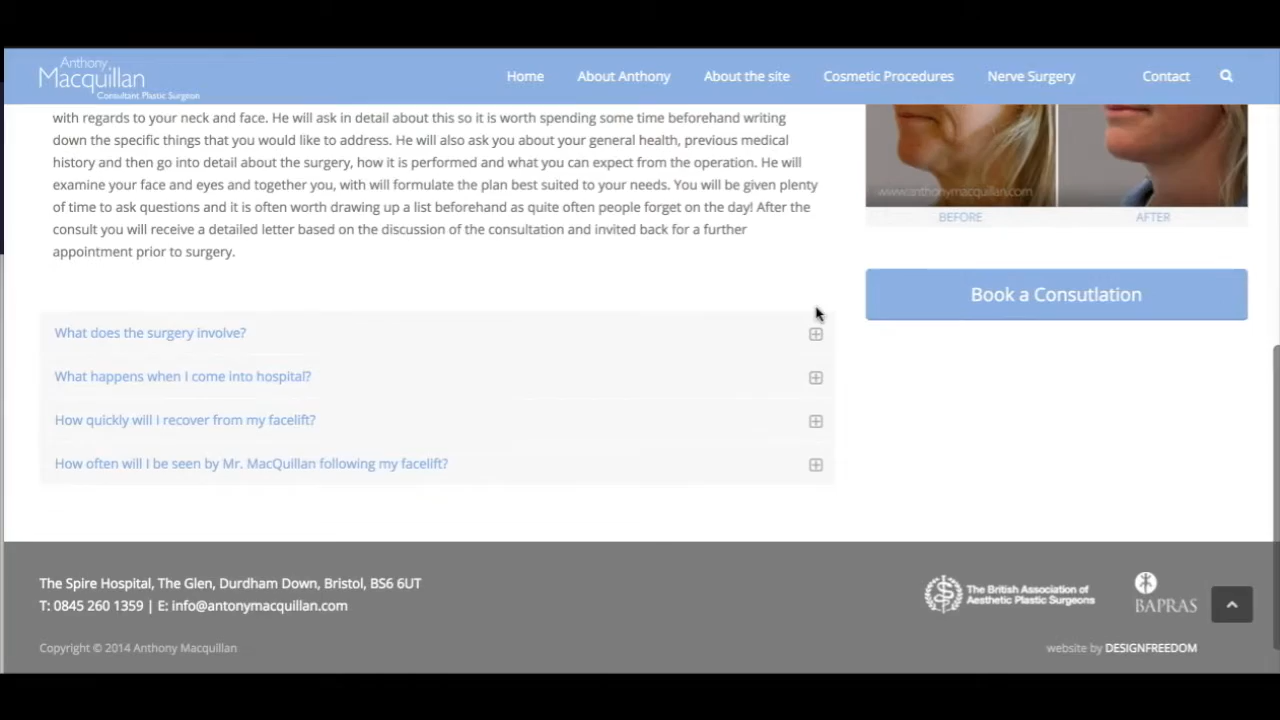 Anthony
Macquillan
Consultant Plastic Surgeon
Home
About Anthony
About the site
Cosmetic Procedures
Nerve Surgery
Contact
with regards to your neck and face. He will ask in detail about this so it is worth spending some time beforehand writing
down the specific things that you would like to address. He will also ask you about your general health, previous medical
history and then go into detail about the surgery, how it is performed and what you can expect from the operation. He will
examine your face and eyes and together you, with will formulate the plan best suited to your needs. You will be given plenty
of time to ask questions and it is often worth drawing up a list beforehand as quite often people forget on the day! After the
consult you will receive a detailed letter based on the discussion of the consultation and invited back for a further
appointment prior to surgery.
www.anthonymacquillan.com
BEFORE
AFTER
Book a Consutlation
What does the surgery involve?
What happens when I come into hospital?
How quickly will I recover from my facelift?
How often will I be seen by Mr. MacQuillan following my facelift?
The Spire Hospital, The Glen, Durdham Down, Bristol, BS6 6UT
T: 0845 260 1359 | E: info@antonymacquillan.com
Copyright © 2014 Anthony Macquillan
The British Association of
Aesthetic Plastic Surgeons
BAPRAS
website by DESIGNFREEDOM